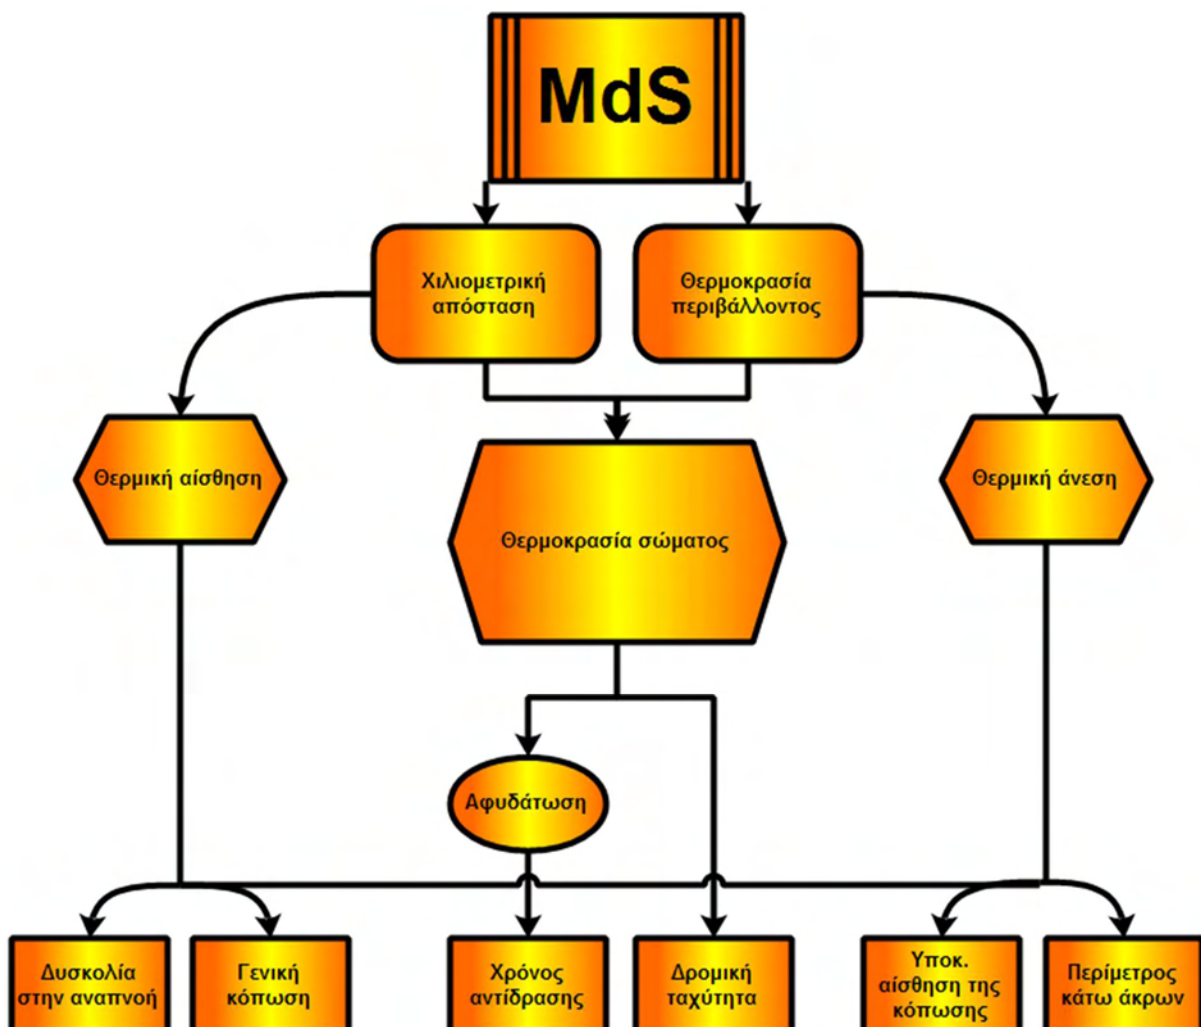 MdS
Χιλιομετρική
απόσταση
Θερμοκρασία
περιβάλλοντος
Θερμική αίσθηση
Θερμοκρασία σώματος
Θερμική άνεση
Αφυδάτωση
Δυσκολία
στην αναπνοή
Γενική
κόπωση
Χρόνος
αντίδρασης
Δρομική
ταχύτητα
Υποκ.
αίσθηση της
κόπωσης
Περίμετρος
κάτω άκρων